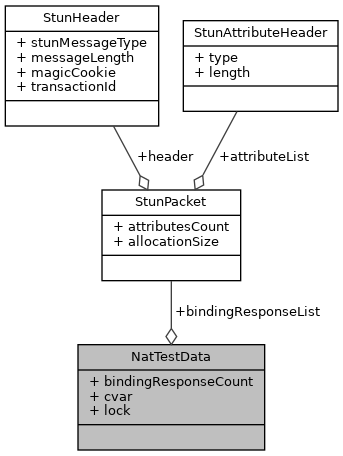 StunHeader
+ stunMessageType
+ messageLength
+ magicCookie
+ transactionId
StunAttributeHeader
+ type
+ length
+header
+attributeList
StunPacket
+ attributesCount
+ allocationSize
+bindingResponseList
NatTestData
+ bindingResponseCount
+ cvar
+ lock